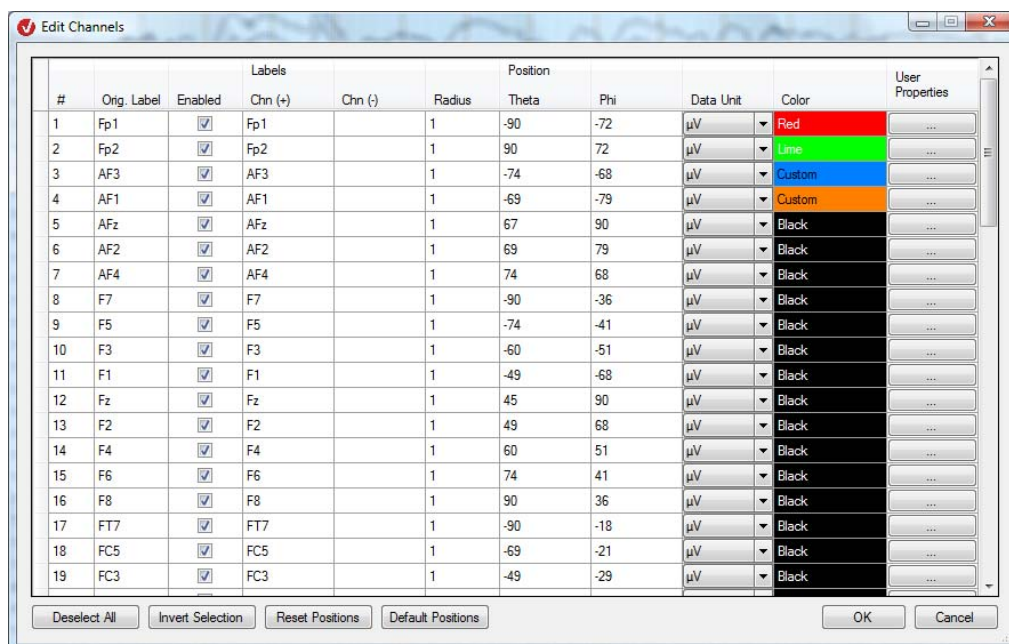 Edit Channels
Labels Position
# Orig. Label Enabled Chn (+) Chn (-) Radius Theta Phi Data Unit Color User Properties
1 Fp1 Fp1 1 -90 -72 µV Red ...
2 Fp2 Fp2 1 90 72 µV Lime ...
3 AF3 AF3 1 -74 -68 µV Custom ...
4 AF1 AF1 1 -69 -79 µV Custom ...
5 AFz AFz 1 67 90 µV Black ...
6 AF2 AF2 1 69 79 µV Black ...
7 AF4 AF4 1 74 68 µV Black ...
8 F7 F7 1 -90 -36 µV Black ...
9 F5 F5 1 -74 -41 µV Black ...
10 F3 F3 1 -60 -51 µV Black ...
11 F1 F1 1 -49 -68 µV Black ...
12 Fz Fz 1 45 90 µV Black ...
13 F2 F2 1 49 68 µV Black ...
14 F4 F4 1 60 51 µV Black ...
15 F6 F6 1 74 41 µV Black ...
16 F8 F8 1 90 36 µV Black ...
17 FT7 FT7 1 -90 -18 µV Black ...
18 FC5 FC5 1 -69 -21 µV Black ...
19 FC3 FC3 1 -49 -29 µV Black ...
Deselect All Invert Selection Reset Positions Default Positions OK Cancel